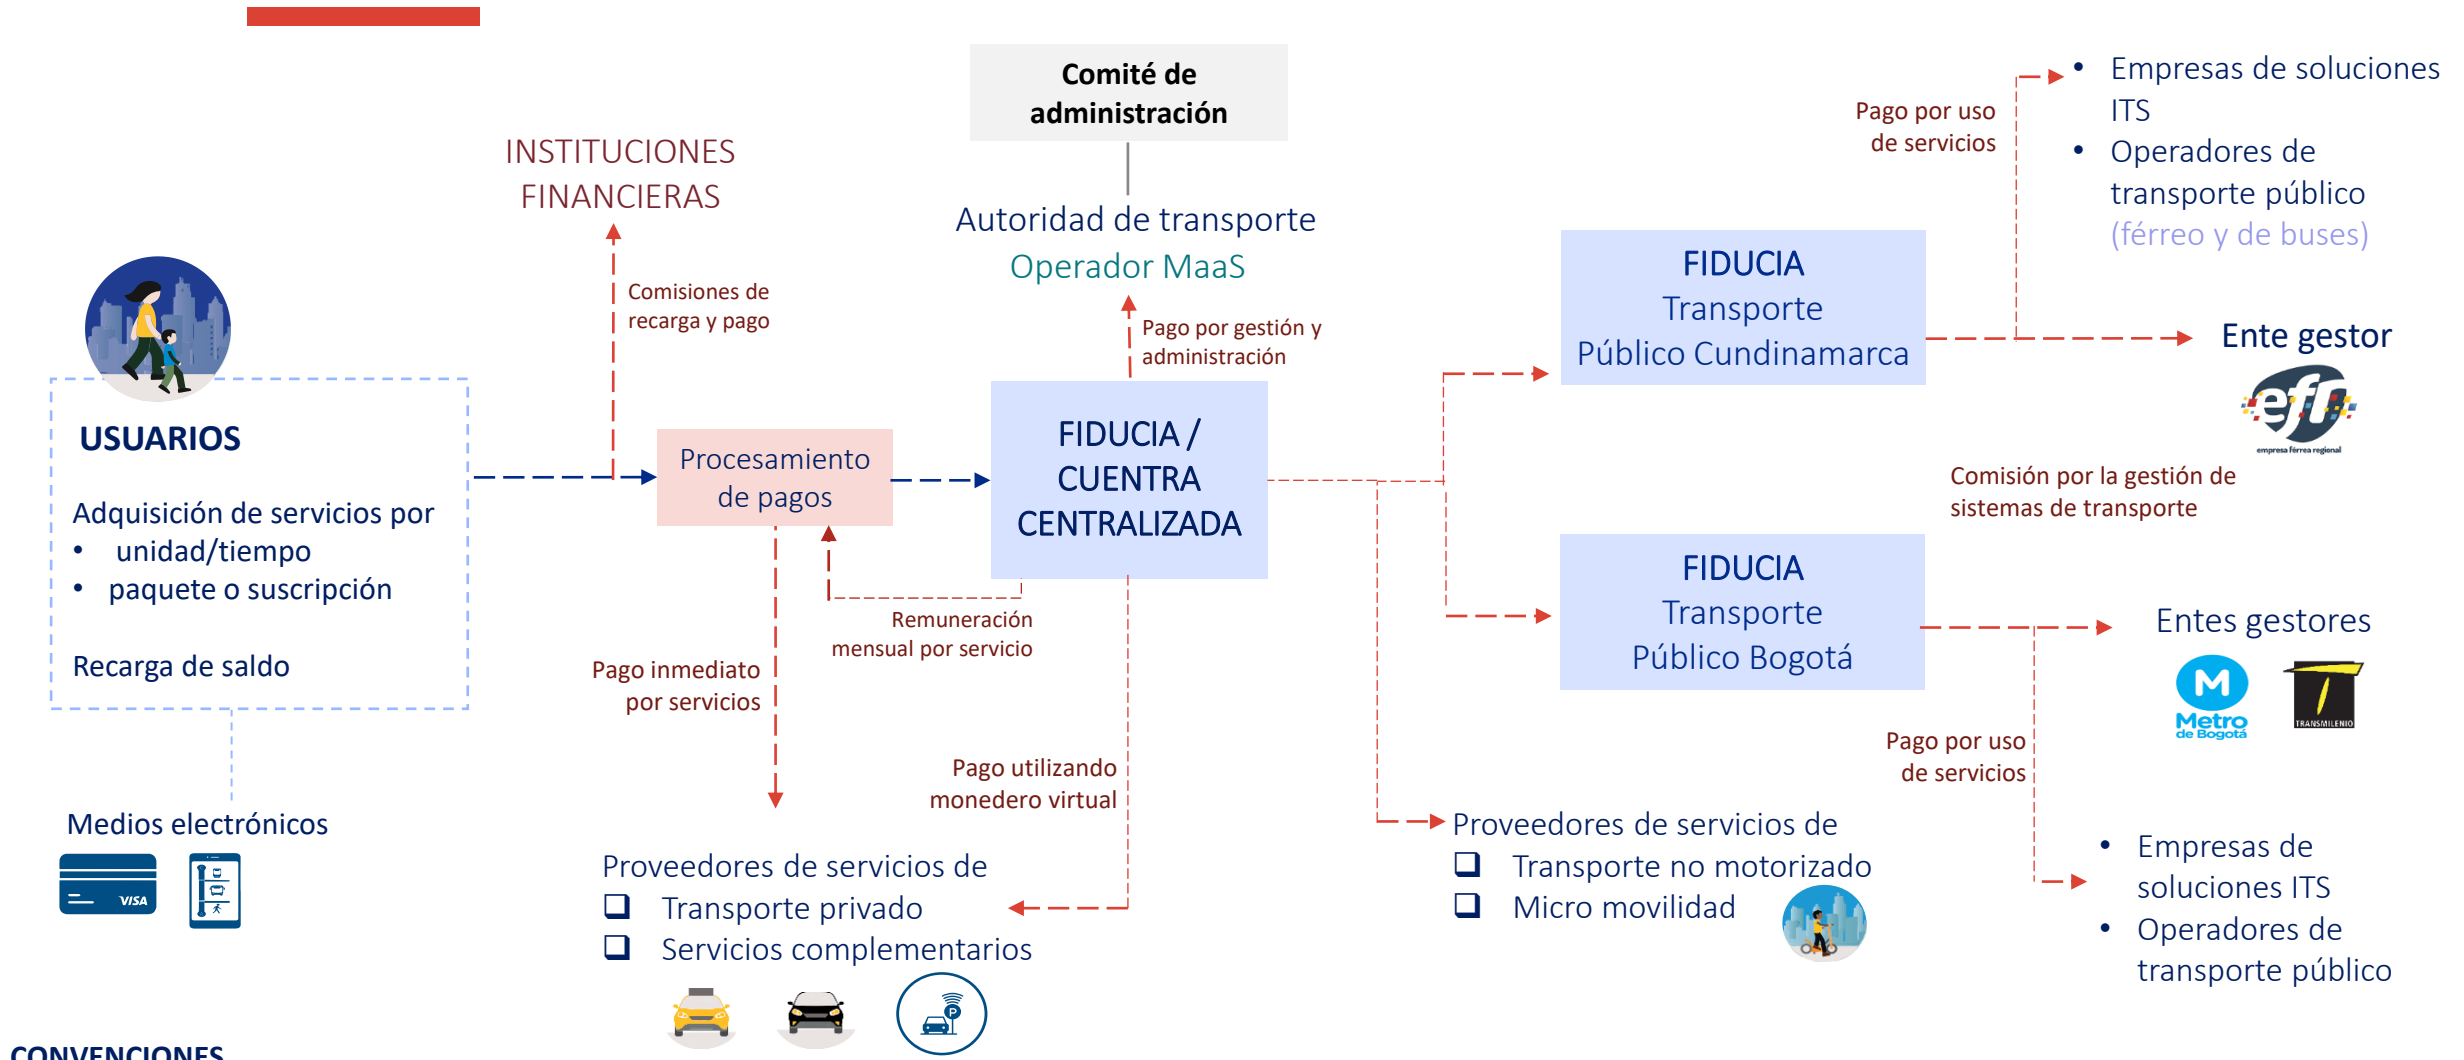 Comité de
administración
INSTITUCIONES
FINANCIERAS
Autoridad de transporte
Operador MaaS
Comisiones de
recarga y pago
Pago por gestión y
administración
USUARIOS
Adquisición de servicios por
• unidad/tiempo
• paquete o suscripción
Recarga de saldo
Medios electrónicos
VISA
Procesamiento
de pagos
FIDUCIA /
CUENTRA
CENTRALIZADA
Remuneración
mensual por servicio
Pago inmediato
por servicios
Pago utilizando
monedero virtual
Proveedores de servicios de
❑ Transporte privado
❑ Servicios complementarios
P
FIDUCIA
Transporte
Público Cundinamarca
Pago por uso
de servicios
• Empresas de soluciones
ITS
• Operadores de
transporte público
(férreo y de buses)
Ente gestor
efr
empresa férrea regional
Comisión por la gestión de
sistemas de transporte
FIDUCIA
Transporte
Público Bogotá
Entes gestores
M
Metro
de Bogotá
T
TRANSMILENIO
Pago por uso
de servicios
• Empresas de
soluciones ITS
• Operadores de
transporte público
Proveedores de servicios de
❑ Transporte no motorizado
❑ Micro movilidad
CONVENCIONES